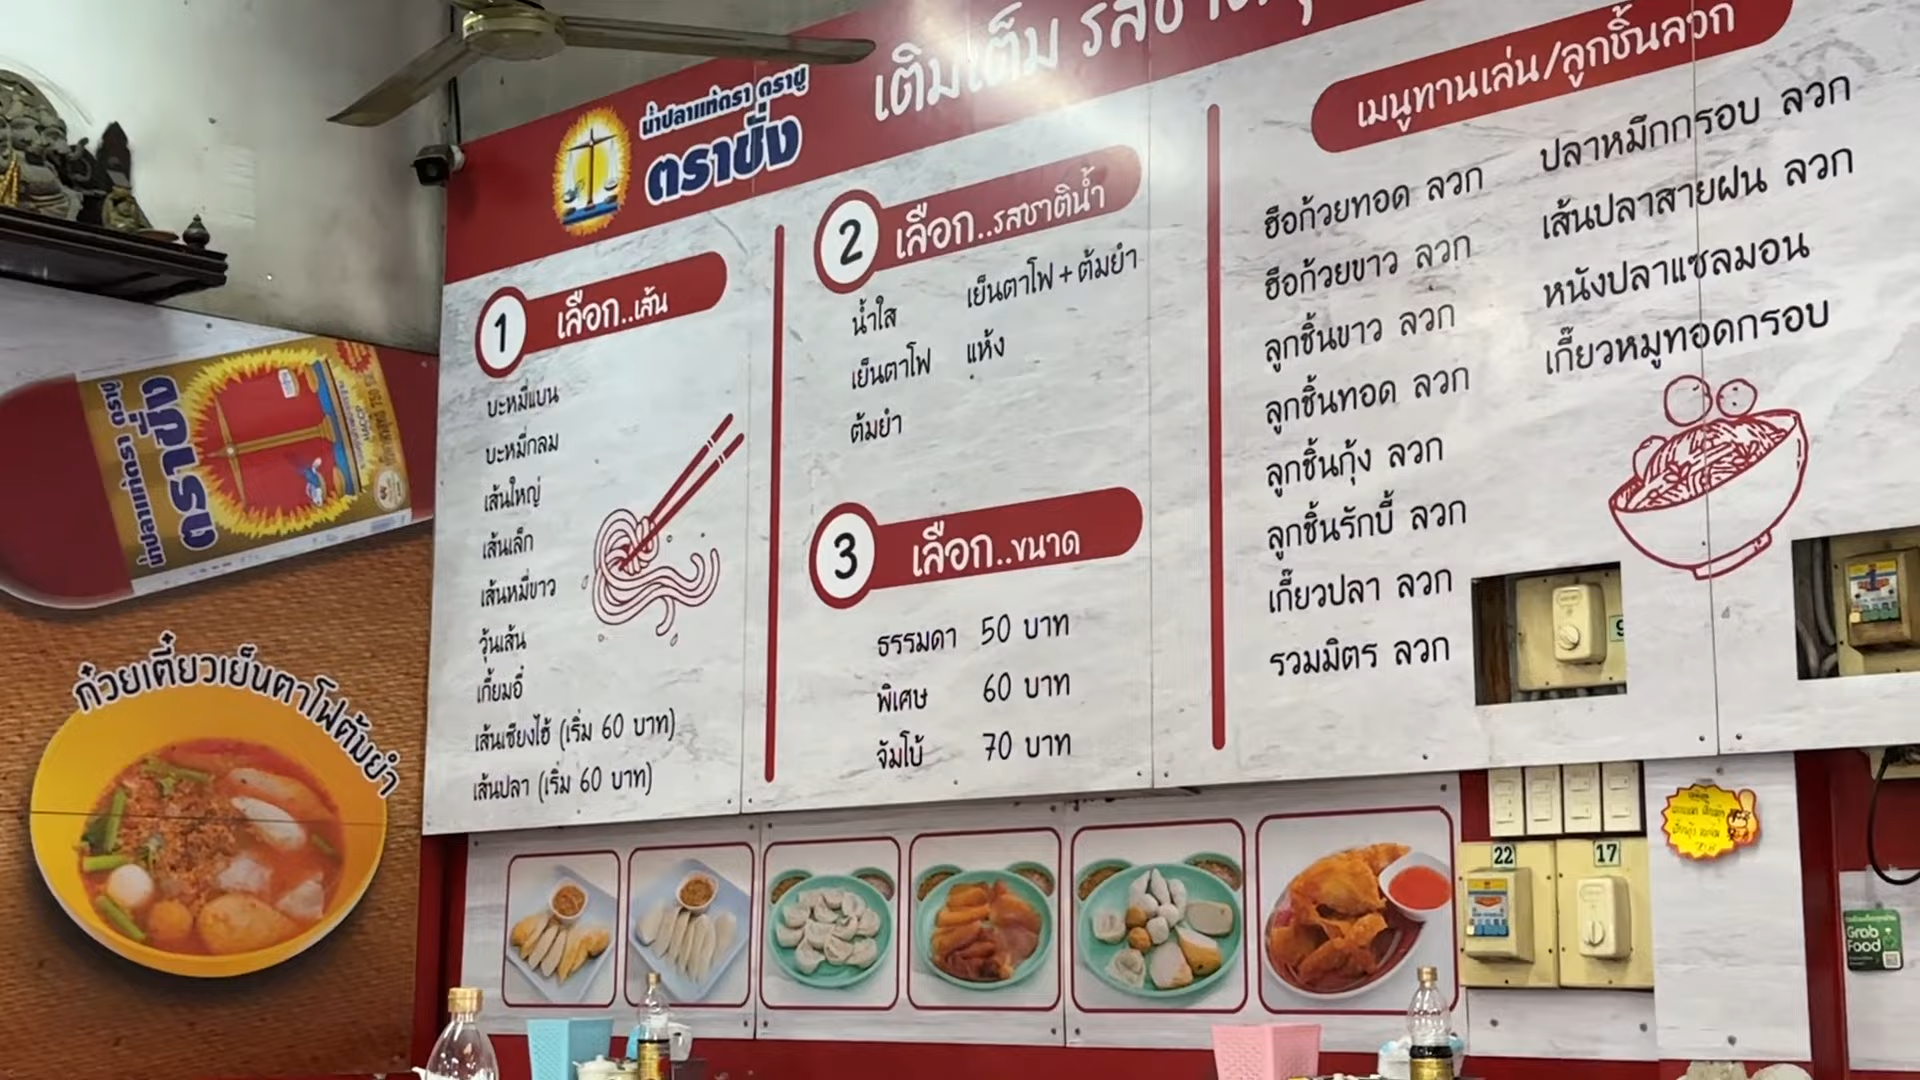 เติมเต็ม
น้ำปลาแท้ตรา ตราชู
ตราชั่ง
1 เลือก..เส้น
บะหมี่แบน
บะหมี่กลม
เส้นใหญ่
เส้นเล็ก
เส้นหมี่ขาว
วุ้นเส้น
เกี้ยมอี๋
เส้นเซียงไฮ้ (เริ่ม 60 บาท)
เส้นปลา (เริ่ม 60 บาท)
2 เลือก..รสชาติน้ำ
น้ำใส
เย็นตาโฟ
ต้มยำ
เย็นตาโฟ + ต้มยำ
แห้ง
3 เลือก..ขนาด
ธรรมดา 50 บาท
พิเศษ 60 บาท
จัมโบ้ 70 บาท
เมนูทานเล่น/ลูกชิ้นลวก
ฮือก้วยทอด ลวก
ฮือก้วยขาว ลวก
ลูกชิ้นขาว ลวก
ลูกชิ้นทอด ลวก
ลูกชิ้นกุ้ง ลวก
ลูกชิ้นรักบี้ ลวก
เกี๊ยวปลา ลวก
รวมมิตร ลวก
ปลาหมึกกรอบ ลวก
เส้นปลาสายฝน ลวก
หนังปลาแซลมอน
เกี๊ยวหมูทอดกรอบ
น้ำปลาแท้ตรา ตราชู
ตราชั่ง
ก๋วยเตี๋ยวเย็นตาโฟต้มยำ
22
17
Grab
Food